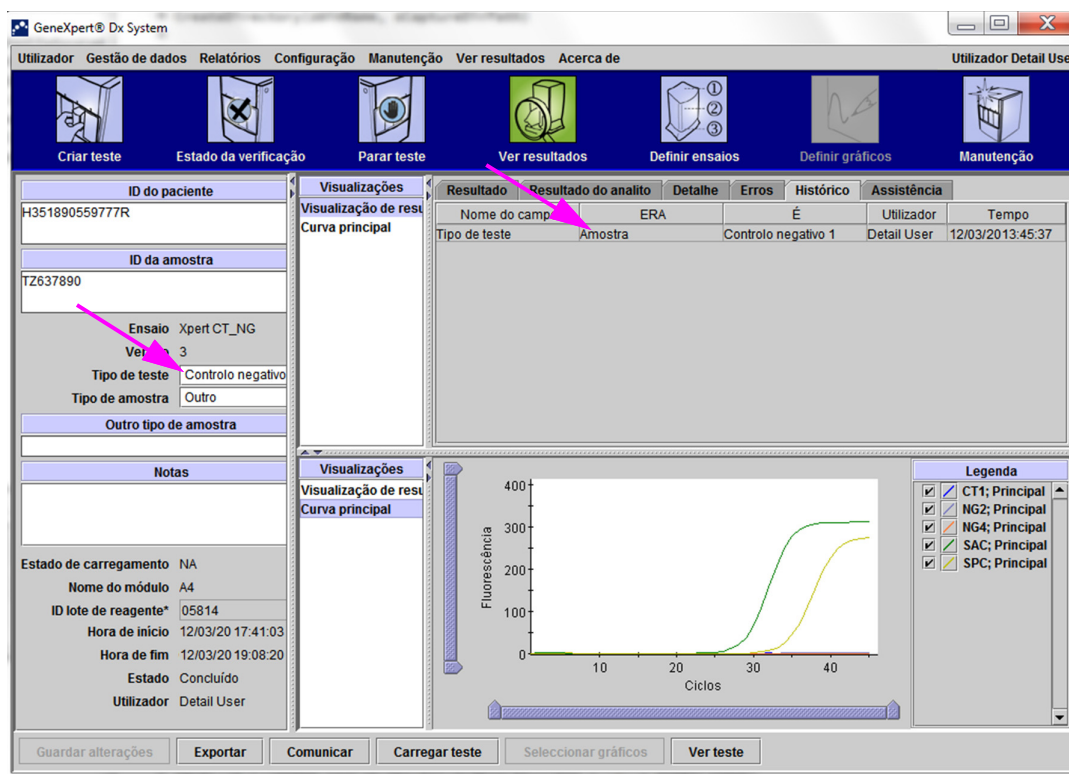 GeneXpert® Dx System
Utilizador Gestão de dados Relatórios Configuração Manutenção Ver resultados Acerca de Utilizador Detail Use
Criar teste Estado da verificação Parar teste Ver resultados Definir ensaios Definir gráficos Manutenção
ID do paciente
H351890559777R
ID da amostra
TZ637890
Ensaio Xpert CT_NG
3
Tipo de teste Controlo negativo
Tipo de amostra Outro
Outro tipo de amostra
Notas
Estado de carregamento NA
Nome do módulo A4
ID lote de reagente* 05814
Hora de início 12/03/20 17:41:03
Hora de fim 12/03/20 19:08:20
Estado Concluído
Utilizador Detail User
Visualizações
Visualização de resu
Curva principal
Resultado Resultado do analito Detalhe Erros Histórico Assistência
Nome do camp ERA É Utilizador Tempo
Tipo de teste Amostra Controlo negativo 1 Detail User 12/03/2013:45:37
Visualizações
Visualização de resu
Curva principal
Fluorescência
400
300
200
100
0
10 20 30 40
Ciclos
Legenda
CT1; Principal
NG2; Principal
NG4; Principal
SAC; Principal
SPC; Principal
Guardar alterações Exportar Comunicar Carregar teste Seleccionar gráficos Ver teste